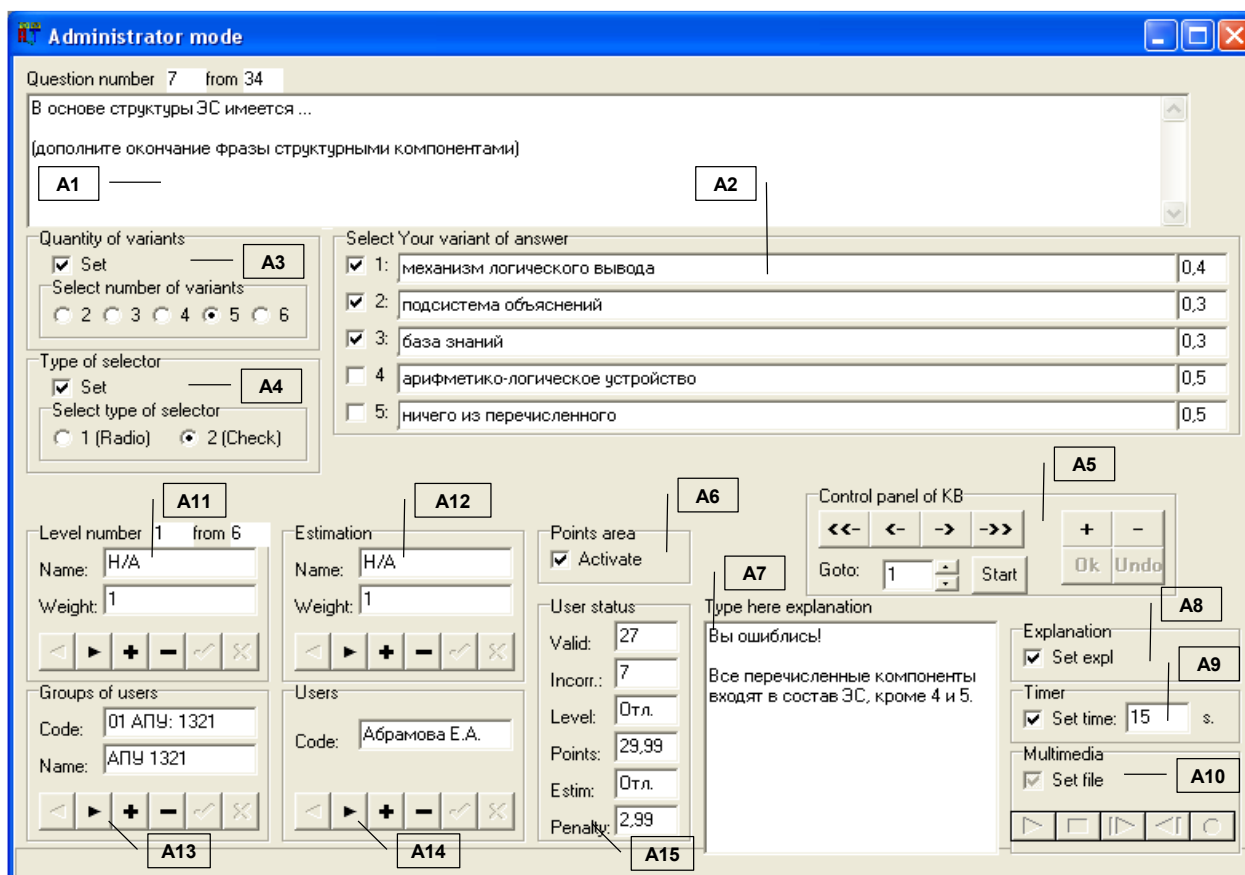 Administrator mode
Question number 7 from 34
В основе структуры ЭС имеется ...
(дополните окончание фразы структурными компонентами)
A1
A2
Quantity of variants
Set
A3
Select number of variants
2 3 4 5 6
Type of selector
Set
A4
Select type of selector
1 (Radio) 2 (Check)
Select Your variant of answer
1: механизм логического вывода 0,4
2: подсистема объяснений 0,3
3: база знаний 0,3
4 арифметико-логическое устройство 0,5
5: ничего из перечисленного 0,5
A11
A12
A6
A5
Level number 1 from 6
Name: Н/А
Weight: 1
Estimation
Name: Н/А
Weight: 1
Points area
Activate
Control panel of KB
<<- <- -> ->>
+ -
Goto: 1 Start
Ok Undo
A7
A8
Groups of users
Code: 01 АПУ: 1321
Name: АПУ 1321
A13
Users
Code: Абрамова Е.А.
A14
User status
Valid: 27
Incorr.: 7
Level: Отл.
Points: 29,99
Estim: Отл.
Penalty: 2,99
A15
Type here explanation
Вы ошиблись!
Все перечисленные компоненты
входят в состав ЭС, кроме 4 и 5.
Explanation
Set expl
A9
Timer
Set time: 15 s.
Multimedia
Set file
A10